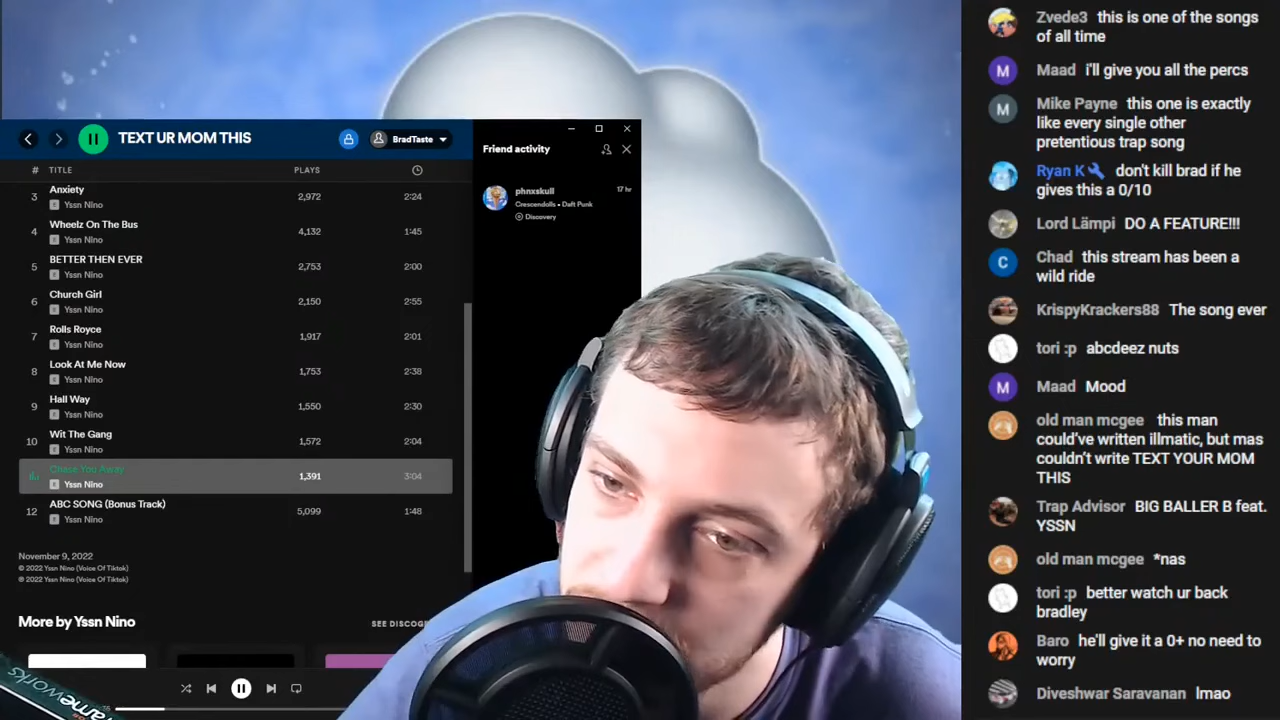 TEXT UR MOM THIS
BradTaste
# TITLE PLAYS
3 Anxiety 2,972 2:24
Yssn Nino
4 Wheelz On The Bus 4,132 1:45
Yssn Nino
5 BETTER THEN EVER 2,753 2:00
Yssn Nino
6 Church Girl 2,150 2:55
Yssn Nino
7 Rolls Royce 1,917 2:01
Yssn Nino
8 Look At Me Now 1,753 2:38
Yssn Nino
9 Hall Way 1,550 2:30
Yssn Nino
10 Wit The Gang 1,572 2:04
Yssn Nino
Chase You Away 1,391 3:04
E Yssn Nino
12 ABC SONG (Bonus Track) 5,099 1:48
Yssn Nino
November 9, 2022
© 2022 Yssn Nino (Voice Of Tiktok)
℗ 2022 Yssn Nino (Voice Of Tiktok)
More by Yssn Nino
SEE DISCOG
Friend activity
phnxskull 17 hr
Crescendolls • Daft Punk
Discovery
Zvede3 this is one of the songs
of all time
M Maad i'll give you all the percs
Mike Payne this one is exactly
like every single other
pretentious trap song
Ryan K don't kill brad if he
gives this a 0/10
Lord Lämpi DO A FEATURE!!!
C Chad this stream has been a
wild ride
KrispyKrackers88 The song ever
tori :p abcdeez nuts
M Maad Mood
old man mcgee this man
could've written illmatic, but mas
couldn't write TEXT YOUR MOM
THIS
Trap Advisor BIG BALLER B feat.
YSSN
old man mcgee *nas
tori :p better watch ur back
bradley
Baro he'll give it a 0+ no need to
worry
Diveshwar Saravanan lmao